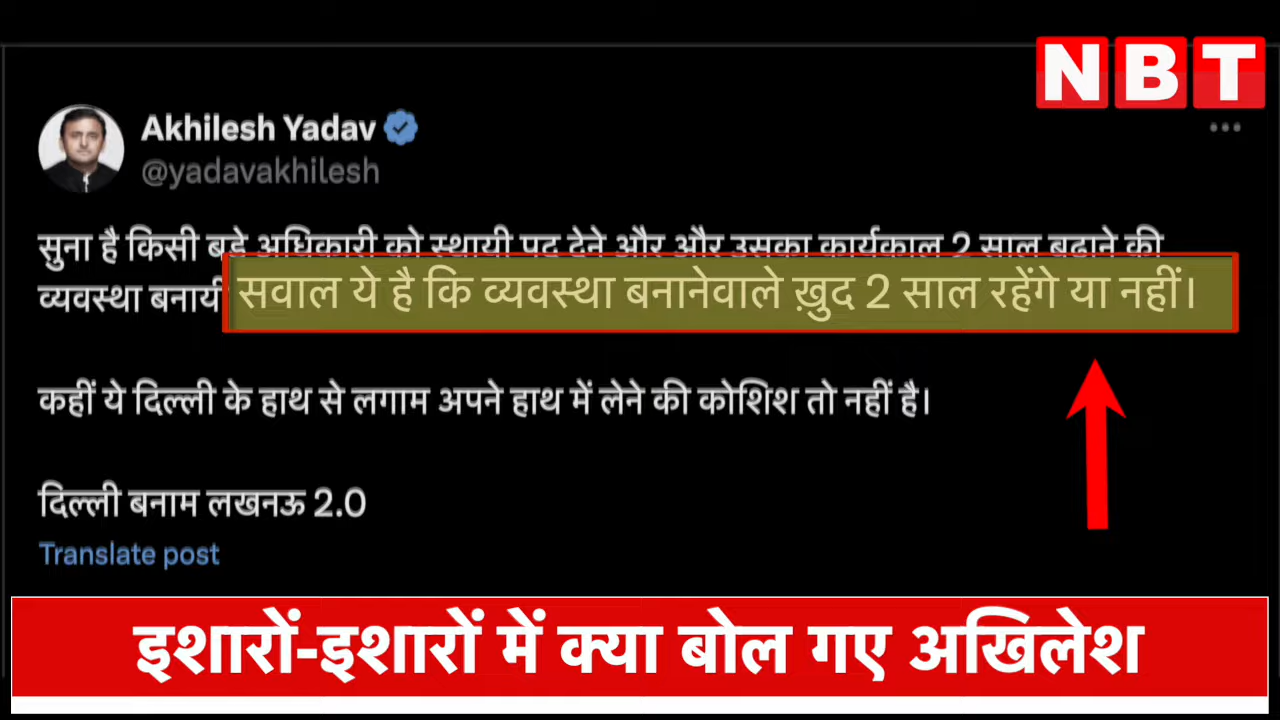 NBT
Akhilesh Yadav
@yadavakhilesh
सुना है किसी बड़े अधिकारी को स्थायी पद देने और और उसका कार्यकाल 2 साल बढ़ाने की
व्यवस्था बनायी
सवाल ये है कि व्यवस्था बनानेवाले ख़ुद 2 साल रहेंगे या नहीं।
कहीं ये दिल्ली के हाथ से लगाम अपने हाथ में लेने की कोशिश तो नहीं है।
दिल्ली बनाम लखनऊ 2.0
Translate post
इशारों-इशारों में क्या बोल गए अखिलेश